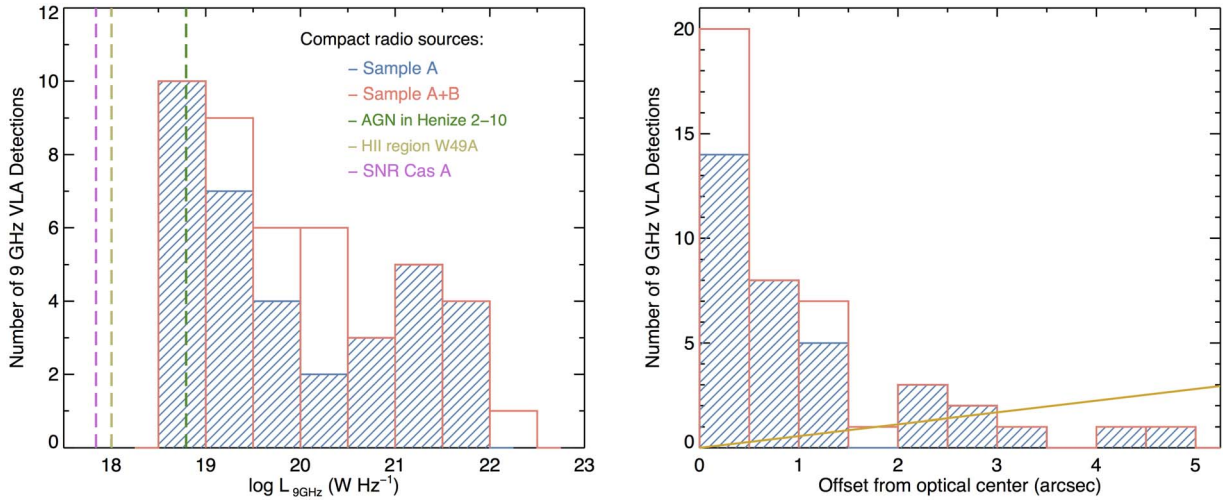 12
10
8
6
4
2
0
Number of 9 GHz VLA Detections
Compact radio sources:
– Sample A
– Sample A+B
– AGN in Henize 2–10
– HII region W49A
– SNR Cas A
18 19 20 21 22 23
log L 9GHz (W Hz⁻¹)
20
15
10
5
0
Number of 9 GHz VLA Detections
0 1 2 3 4 5
Offset from optical center (arcsec)